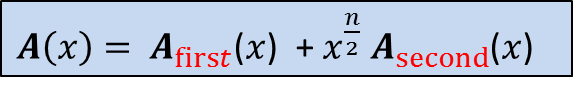 A(x) = A_first(x) + x^(n/2) A_second(x)